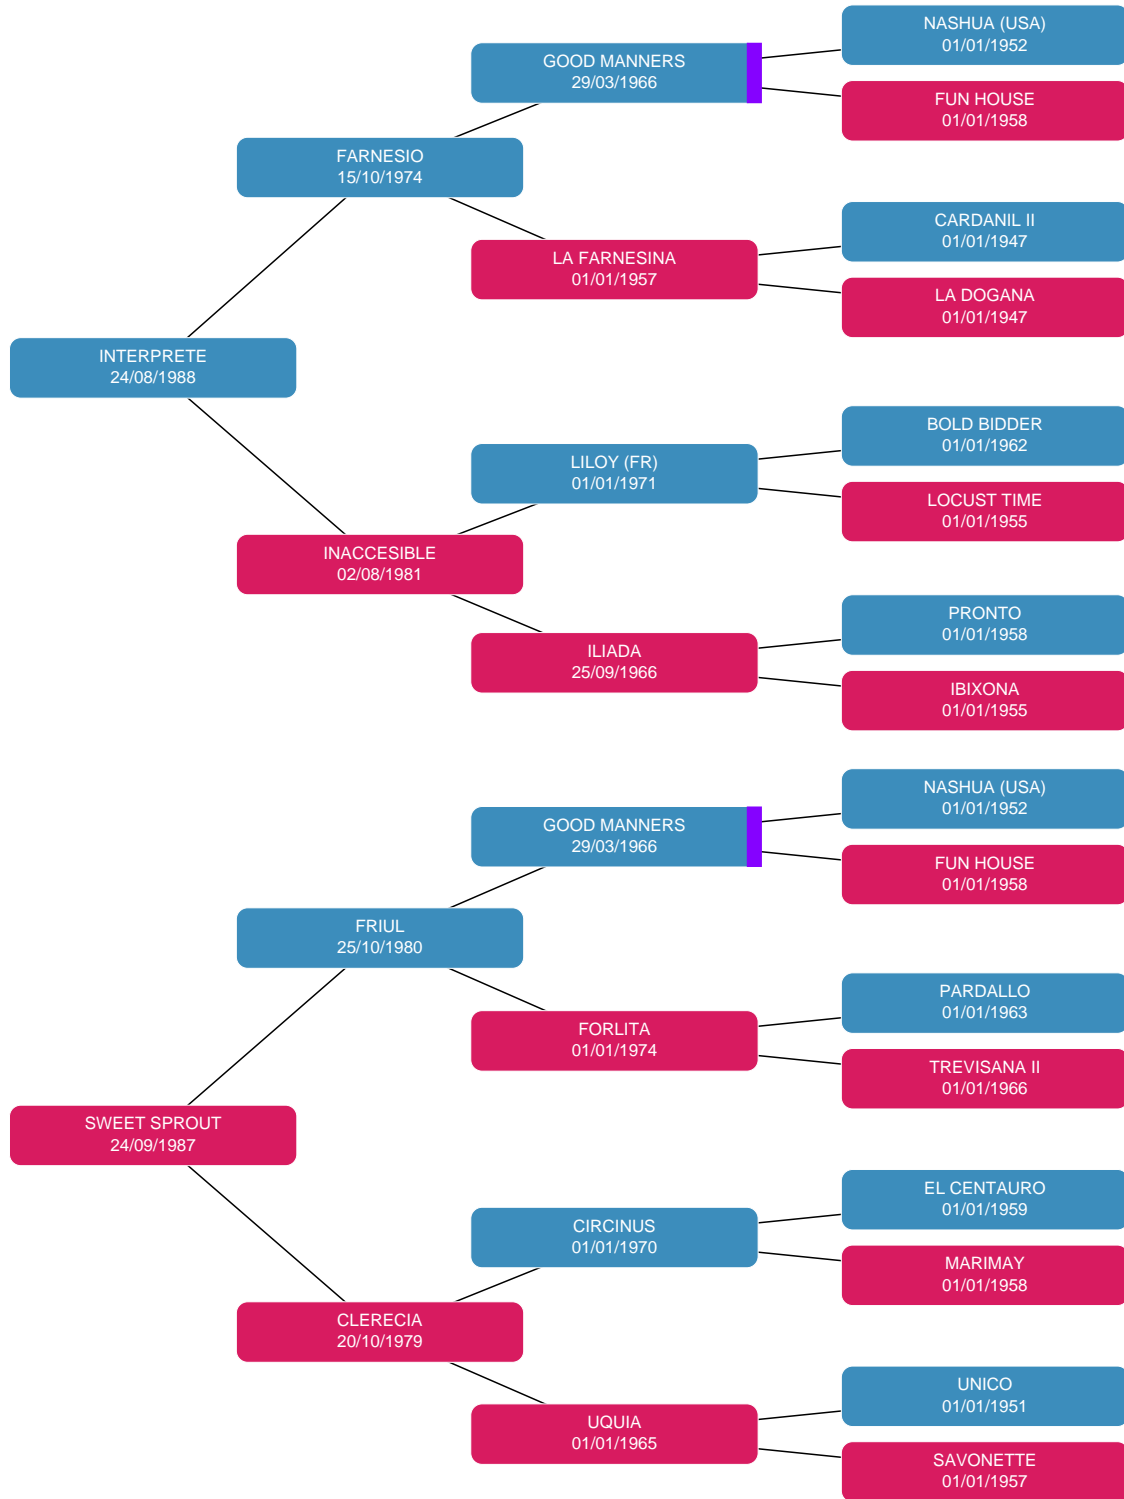 NASHUA (USA)
01/01/1952
GOOD MANNERS
29/03/1966
FUN HOUSE
01/01/1958
FARNESIO
15/10/1974
CARDANIL II
01/01/1947
LA FARNESINA
01/01/1957
LA DOGANA
01/01/1947
INTERPRETE
24/08/1988
BOLD BIDDER
01/01/1962
LILOY (FR)
01/01/1971
LOCUST TIME
01/01/1955
INACCESIBLE
02/08/1981
PRONTO
01/01/1958
ILIADA
25/09/1966
IBIXONA
01/01/1955
NASHUA (USA)
01/01/1952
GOOD MANNERS
29/03/1966
FUN HOUSE
01/01/1958
FRIUL
25/10/1980
PARDALLO
01/01/1963
FORLITA
01/01/1974
TREVISANA II
01/01/1966
SWEET SPROUT
24/09/1987
EL CENTAURO
01/01/1959
CIRCINUS
01/01/1970
MARIMAY
01/01/1958
CLERECIA
20/10/1979
UNICO
01/01/1951
UQUIA
01/01/1965
SAVONETTE
01/01/1957